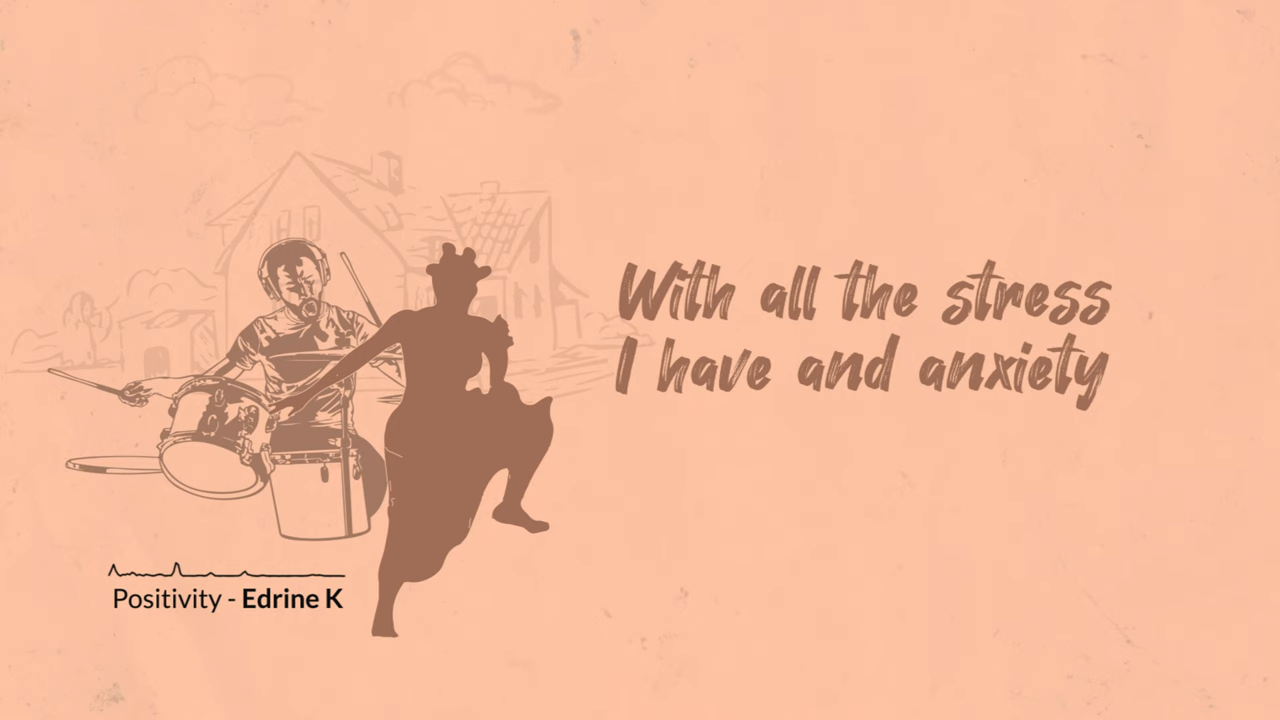 With all the stress
I have and anxiety
Positivity - Edrine K